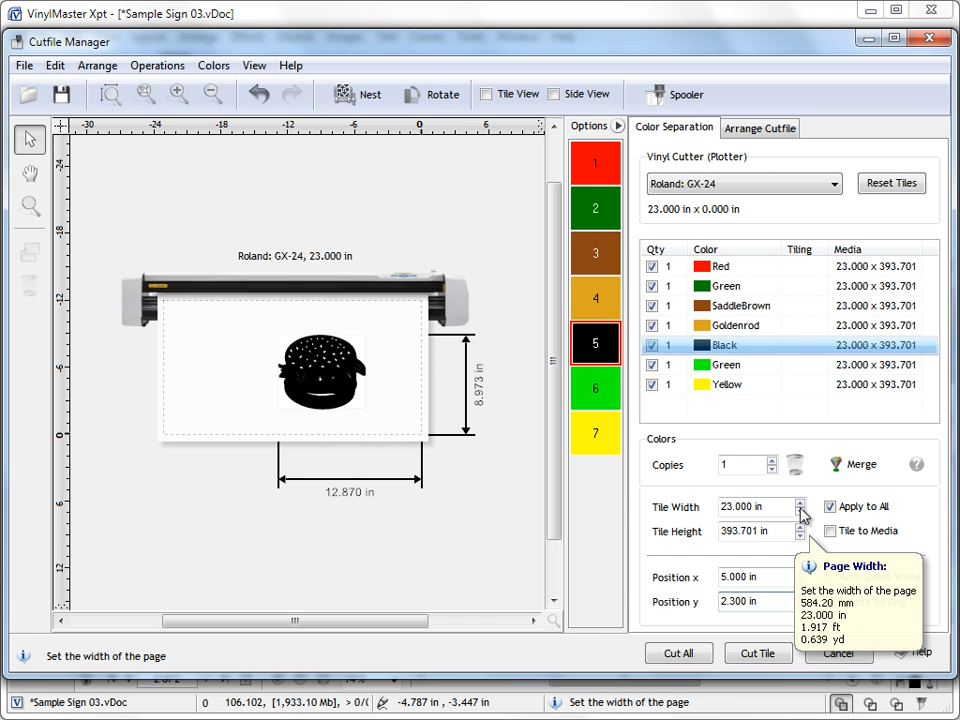 VinylMaster Xpt - [*Sample Sign 03.vDoc]
Cutfile Manager
File Edit Arrange Operations Colors View Help
Nest Rotate Tile View Side View Spooler
-30 -24 -18 -12 -6 0 6
Options
Color Separation Arrange Cutfile
-24
-18
-12
-6
0
6
12
Roland: GX-24, 23.000 in
8.973 in
12.870 in
1
2
3
4
5
6
7
Vinyl Cutter (Plotter)
Roland: GX-24 Reset Tiles
23.000 in x 0.000 in
Qty Color Tiling Media
1 Red 23.000 x 393.701
1 Green 23.000 x 393.701
1 SaddleBrown 23.000 x 393.701
1 Goldenrod 23.000 x 393.701
1 Black 23.000 x 393.701
1 Green 23.000 x 393.701
1 Yellow 23.000 x 393.701
Colors
Copies 1 Merge ?
Tile Width 23.000 in Apply to All
Tile Height 393.701 in Tile to Media
Position x 5.000 in
Position y 2.300 in
Page Width:
Set the width of the page
584.20 mm
23.000 in
1.917 ft
0.639 yd
Cut All Cut Tile Cancel Help
Set the width of the page
*Sample Sign 03.vDoc 0 106.102, [1,933.10 Mb], > 0/( -4.787 in , -3.447 in Set the width of the page